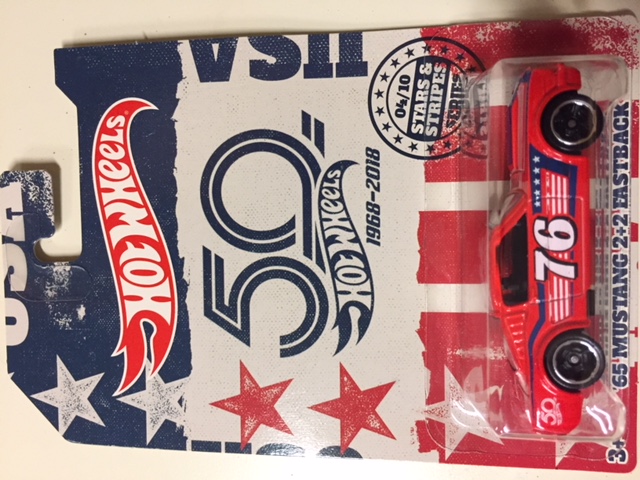 USA
HOT WHEELS
50
HOT WHEELS
1968-2018
04/10
STARS &
STRIPES
SERIES
76
50
'65 MUSTANG 2+2 FASTBACK
3+